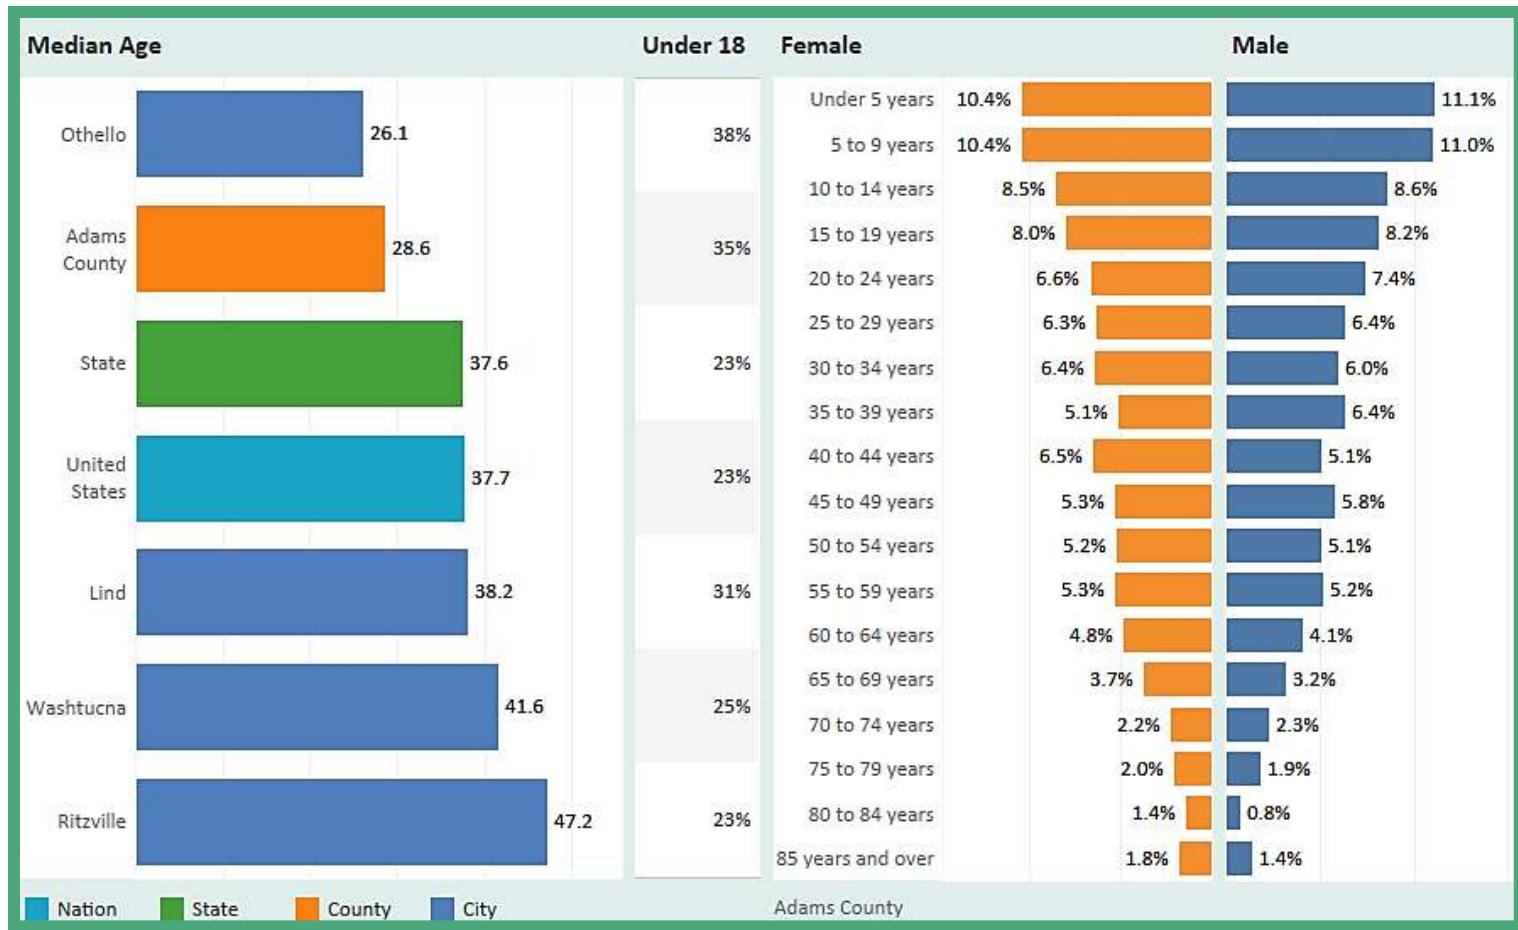 Median Age
Under 18
Female
Male
Othello
26.1
38%
Adams
County
28.6
35%
State
37.6
23%
United
States
37.7
23%
Lind
38.2
31%
Washtucna
41.6
25%
Ritzville
47.2
23%
Nation
State
County
City
Under 5 years 10.4% 11.1%
5 to 9 years 10.4% 11.0%
10 to 14 years 8.5% 8.6%
15 to 19 years 8.0% 8.2%
20 to 24 years 6.6% 7.4%
25 to 29 years 6.3% 6.4%
30 to 34 years 6.4% 6.0%
35 to 39 years 5.1% 6.4%
40 to 44 years 6.5% 5.1%
45 to 49 years 5.3% 5.8%
50 to 54 years 5.2% 5.1%
55 to 59 years 5.3% 5.2%
60 to 64 years 4.8% 4.1%
65 to 69 years 3.7% 3.2%
70 to 74 years 2.2% 2.3%
75 to 79 years 2.0% 1.9%
80 to 84 years 1.4% 0.8%
85 years and over 1.8% 1.4%
Adams County